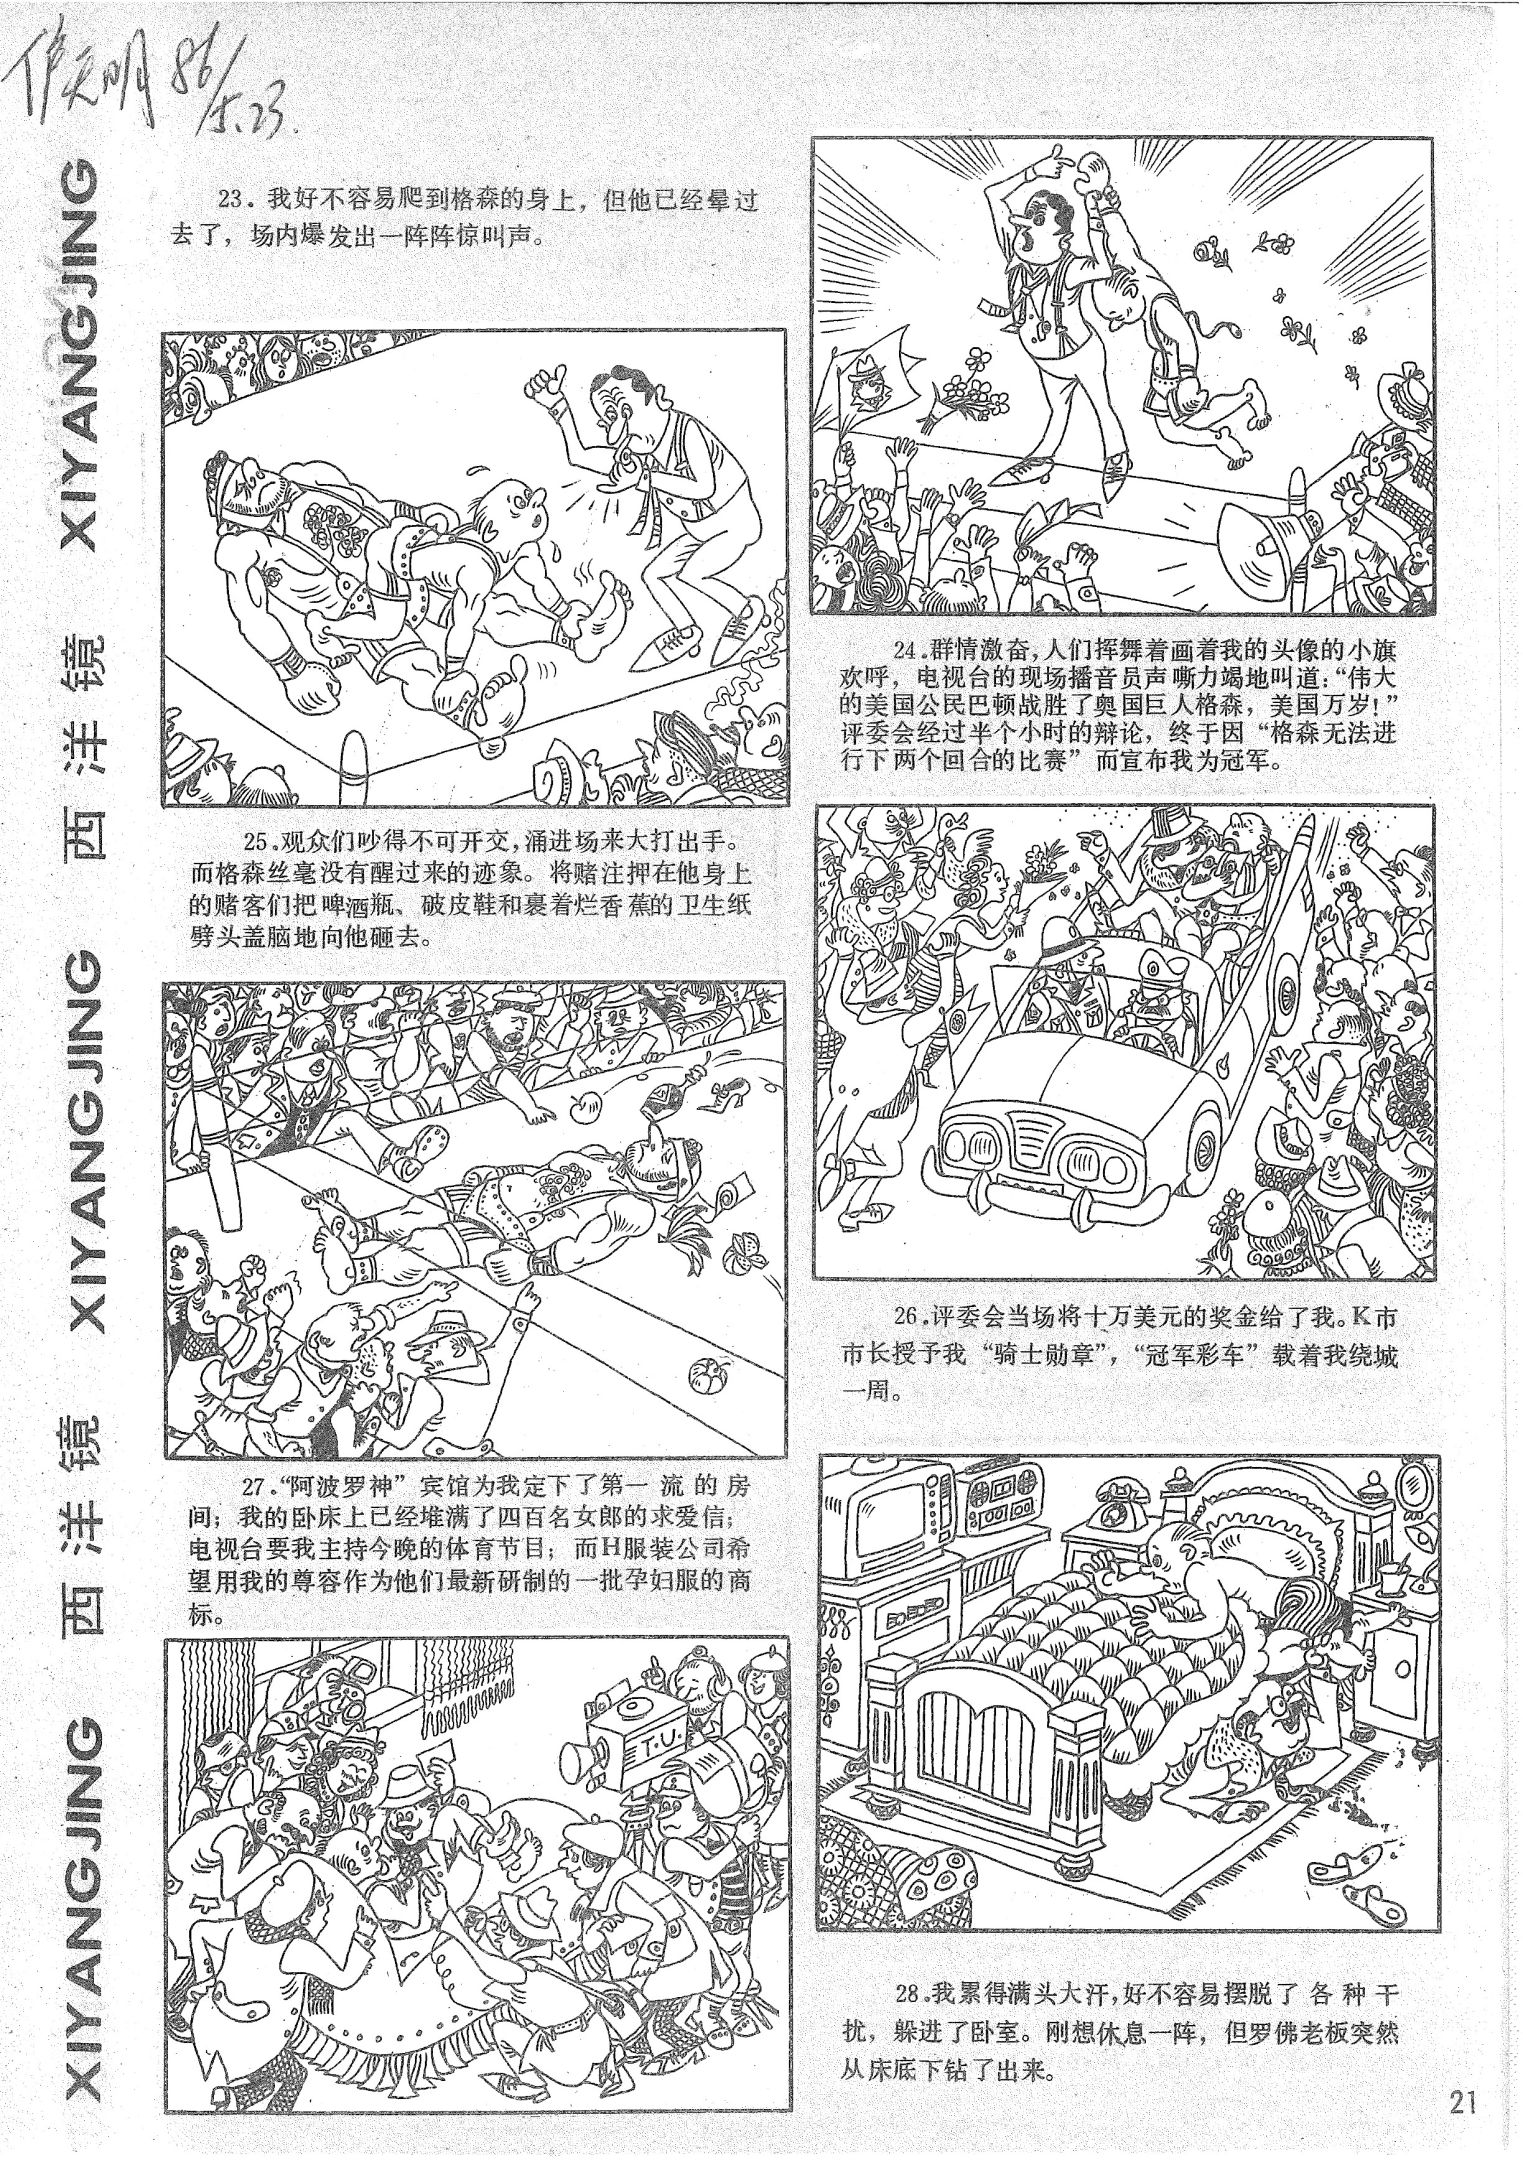 86/5.23.
XIYANGJING 西洋镜 XIYANGJING 西洋镜 XIYANGJING 西洋镜 XIYANGJING
23.我好不容易爬到格森的身上，但他已经晕过
去了，场内爆发出一阵阵惊叫声。
24.群情激奋，人们挥舞着画着我的头像的小旗
欢呼，电视台的现场播音员声嘶力竭地叫道：“伟大
的美国公民巴顿战胜了奥国巨人格森，美国万岁！”
评委会经过半个小时的辩论，终于因“格森无法进
行下两个回合的比赛”而宣布我为冠军。
25.观众们吵得不可开交，涌进场来大打出手。
而格森丝毫没有醒过来的迹象。将赌注押在他身上
的赌客们把啤酒瓶、破皮鞋和裹着烂香蕉的卫生纸
劈头盖脑地向他砸去。
26.评委会当场将十万美元的奖金给了我。K市
市长授予我“骑士勋章”，“冠军彩车”载着我绕城
一周。
27.“阿波罗神”宾馆为我定下了第一流的房
间；我的卧床上已经堆满了四百名女郎的求爱信；
电视台要我主持今晚的体育节目；而H服装公司希
望用我的尊容作为他们最新研制的一批孕妇服的商
标。
T.U.
28.我累得满头大汗，好不容易摆脱了各种干
扰，躲进了卧室。刚想休息一阵，但罗佛老板突然
从床底下钻了出来。
21